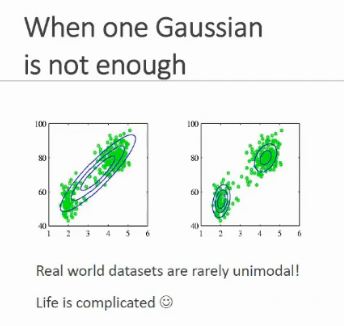 When one Gaussian
is not enough
100
80
60
40
1 2 3 4 5 6
100
80
60
40
1 2 3 4 5 6
Real world datasets are rarely unimodal!
Life is complicated ☺